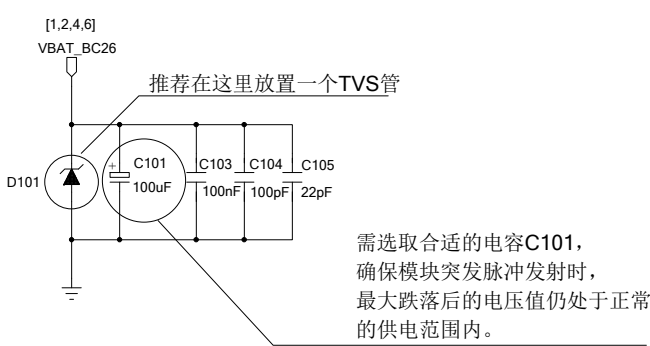 [1,2,4,6]
VBAT_BC26
推荐在这里放置一个TVS管
D101
+
C101
100uF
C103
100nF
C104
100pF
C105
22pF
需选取合适的电容C101，
确保模块突发脉冲发射时，
最大跌落后的电压值仍处于正常
的供电范围内。